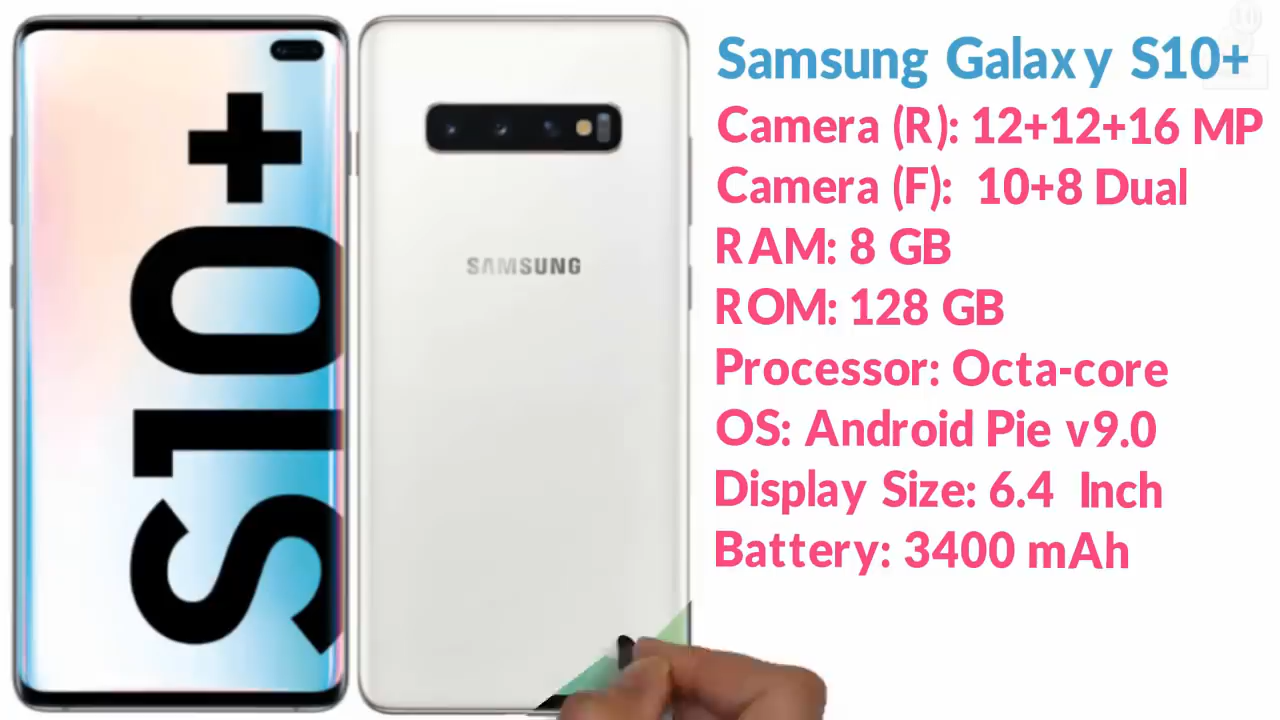 S10+
SAMSUNG
Samsung Galaxy S10+
Camera (R): 12+12+16 MP
Camera (F): 10+8 Dual
RAM: 8 GB
ROM: 128 GB
Processor: Octa-core
OS: Android Pie v9.0
Display Size: 6.4 Inch
Battery: 3400 mAh